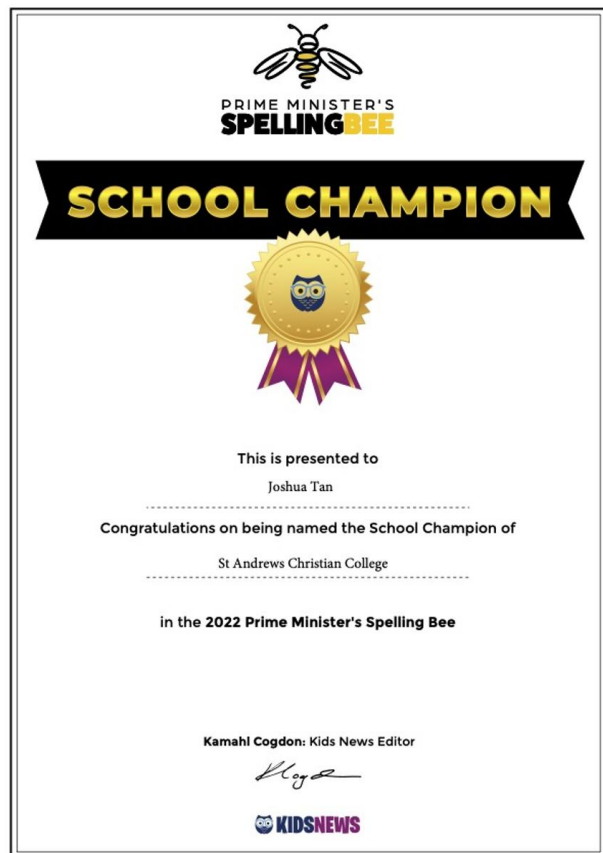 PRIME MINISTER'S
SPELLINGBEE
SCHOOL CHAMPION
This is presented to
Joshua Tan
Congratulations on being named the School Champion of
St Andrews Christian College
in the 2022 Prime Minister's Spelling Bee
Kamahl Cogdon: Kids News Editor
KIDSNEWS